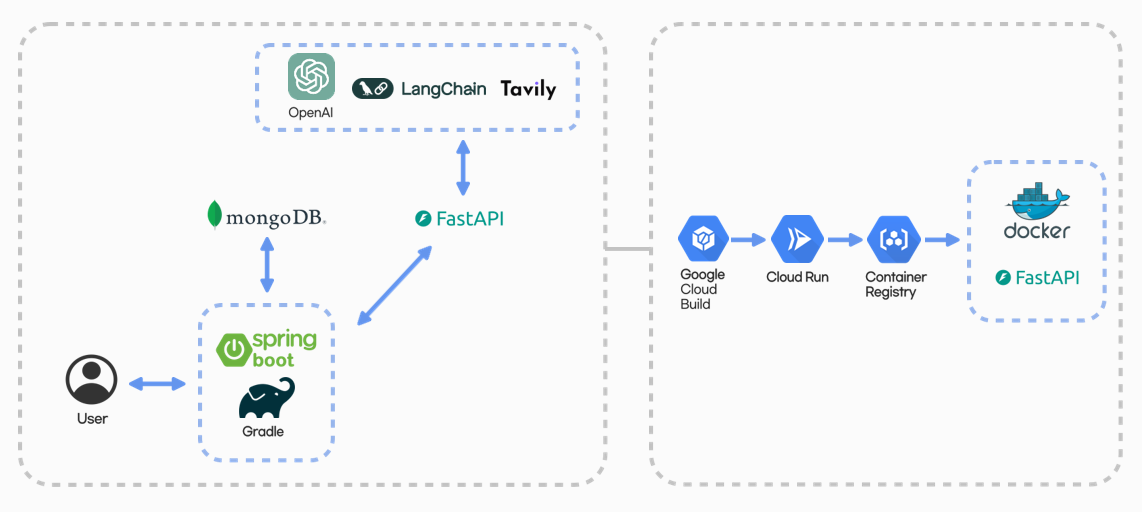 OpenAI
LangChain
Tavily
mongoDB®
FastAPI
spring
boot
Gradle
User
Google
Cloud
Build
Cloud Run
Container
Registry
docker
FastAPI